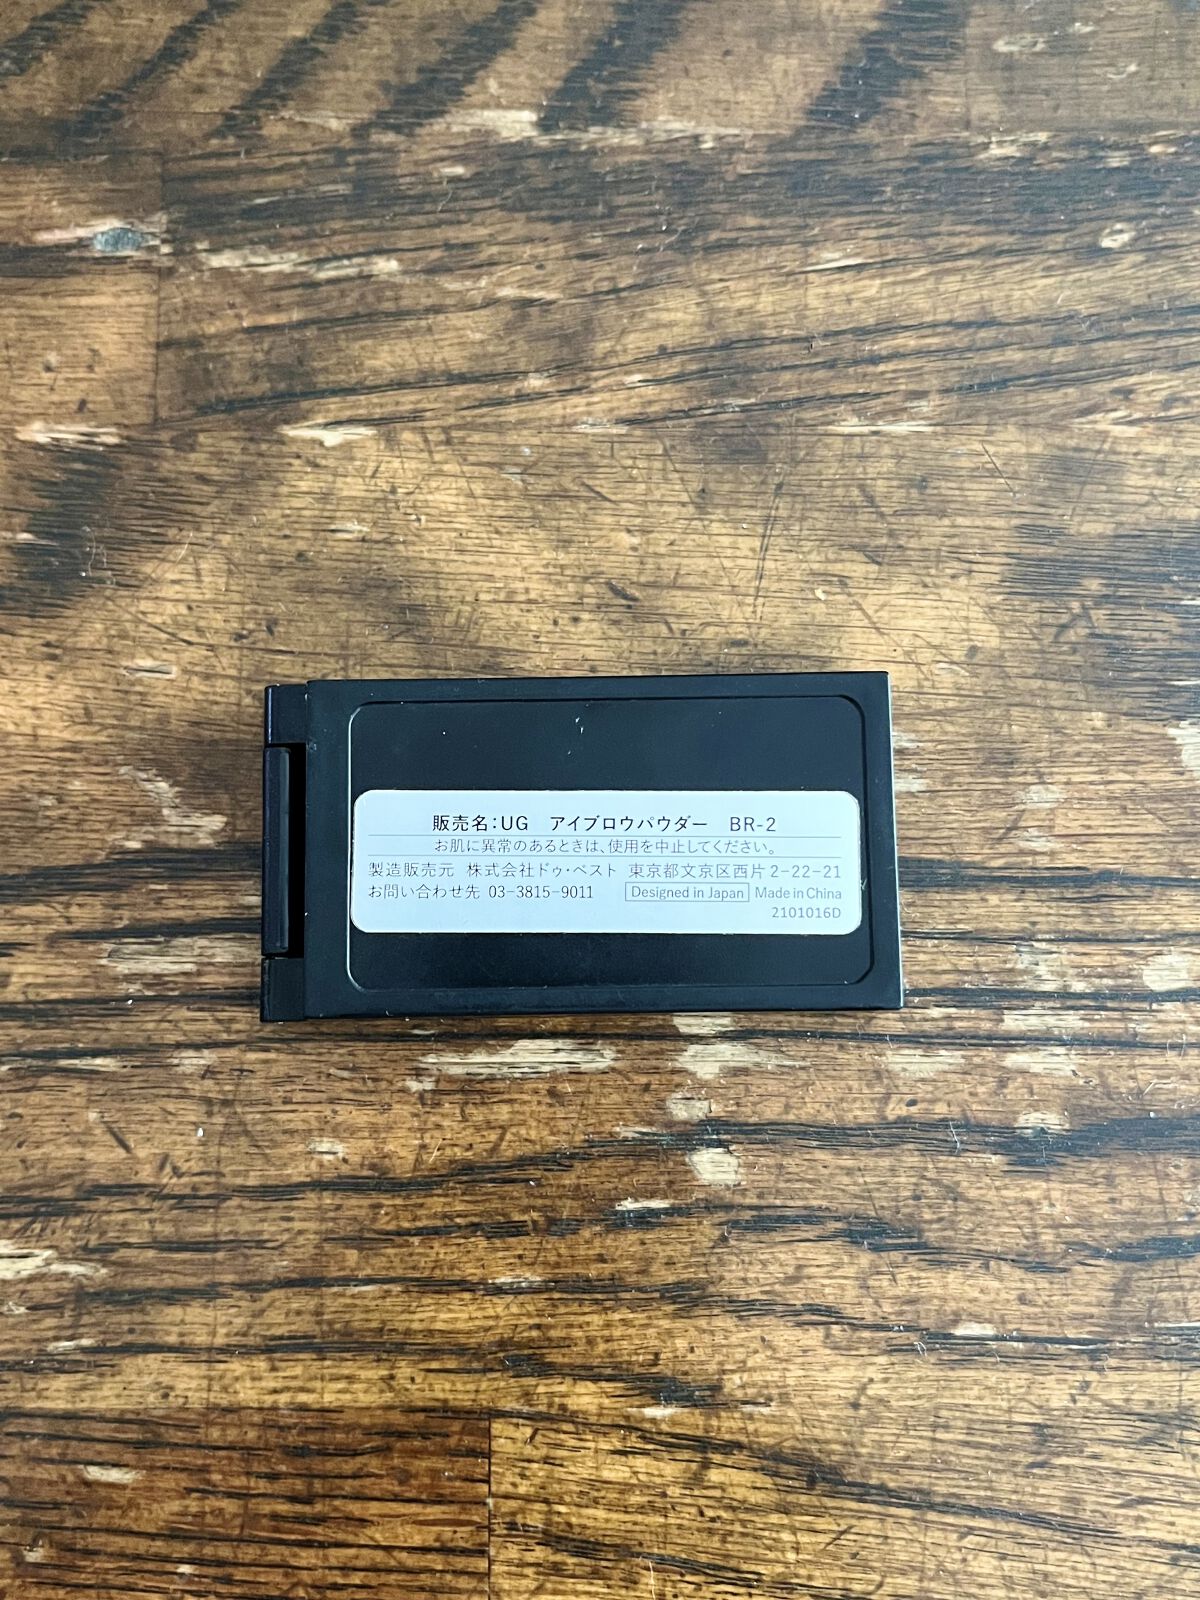 販売名:UG　アイブロウパウダー　BR-2
お肌に異常のあるときは、使用を中止してください。
製造販売元 株式会社ドゥ・ベスト 東京都文京区西片2-22-21
お問い合わせ先 03-3815-9011 Designed in Japan Made in China
2101016D